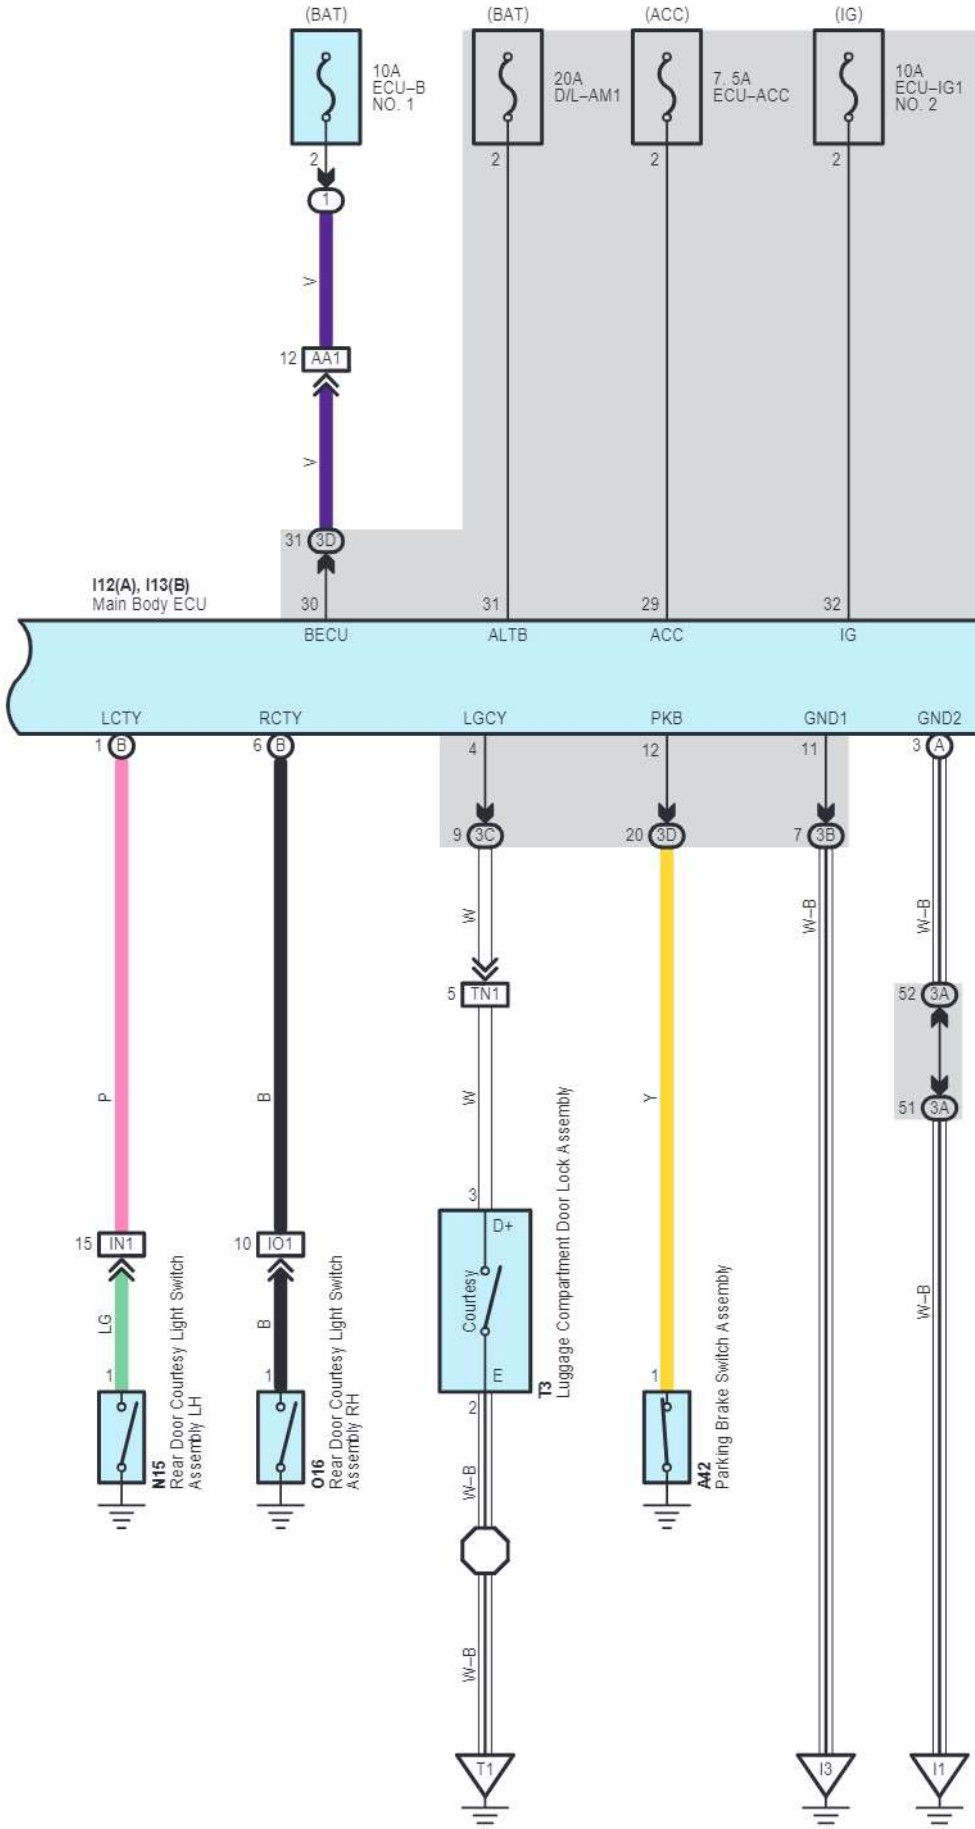 (BAT) (BAT) (ACC) (IG)
10A
ECU–B
NO. 1
20A
D/L–AM1
7. 5A
ECU–ACC
10A
ECU–IG1
NO. 2
2 2 2 2
1
V
12 AA1
V
31 3D
I12(A), I13(B)
Main Body ECU
30 31 29 32
BECU ALTB ACC IG
LCTY RCTY LGCY PKB GND1 GND2
1 B 6 B 4 12 11 3 A
9 3C 20 3D 7 3B
W W–B W–B
5 TN1 52 3A
P B W Y
51 3A
3
D+
Courtesy
E
2
T3
Luggage Compartment Door Lock Assembly
15 IN1 10 IO1
LG B W–B
1 1 1
N15
Rear Door Courtesy Light Switch
Assembly LH
O16
Rear Door Courtesy Light Switch
Assembly RH
A42
Parking Brake Switch Assembly
W–B
W–B
T1 I3 I1